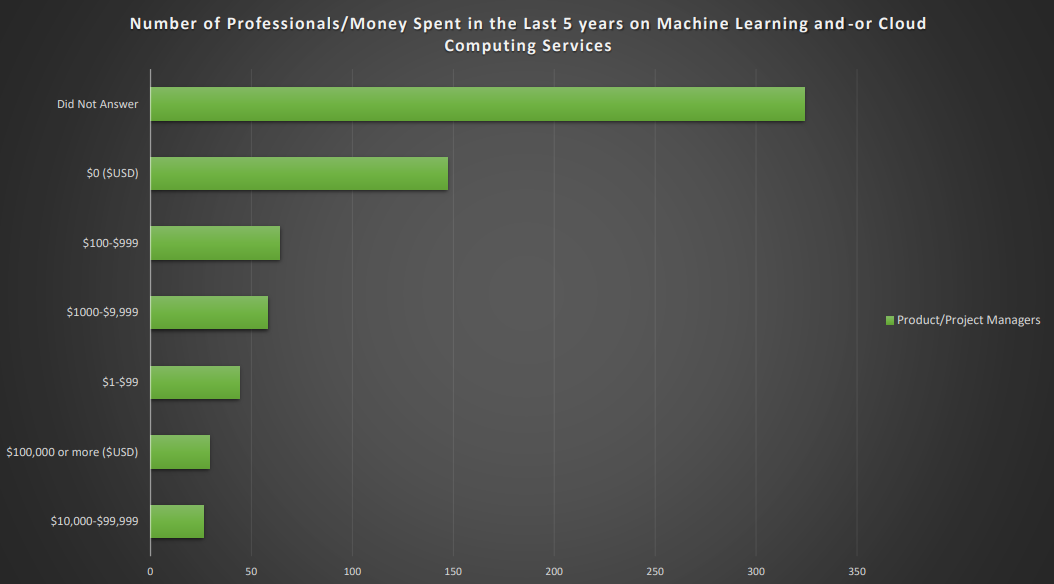 Number of Professionals/Money Spent in the Last 5 years on Machine Learning and-or Cloud
Computing Services
Did Not Answer
$0 ($USD)
$100-$999
$1000-$9,999
$1-$99
$100,000 or more ($USD)
$10,000-$99,999
Product/Project Managers
0 50 100 150 200 250 300 350